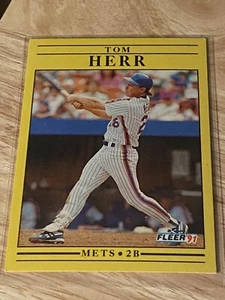 TOM
HERR
METS • 2B
FLEER 91